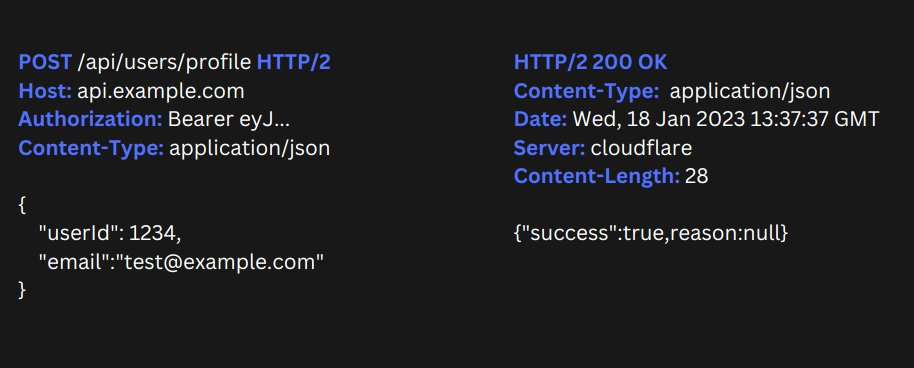 POST /api/users/profile HTTP/2
Host: api.example.com
Authorization: Bearer eyJ...
Content-Type: application/json
{
"userId": 1234,
"email":"test@example.com"
}
HTTP/2 200 OK
Content-Type: application/json
Date: Wed, 18 Jan 2023 13:37:37 GMT
Server: cloudflare
Content-Length: 28
{"success":true,reason:null}